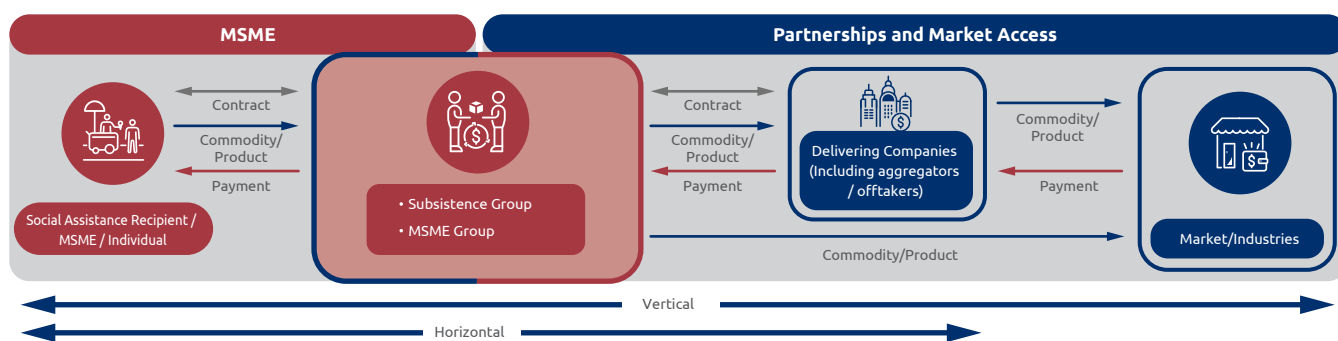 MSME
Partnerships and Market Access
Contract
Commodity/
Product
Payment
Social Assistance Recipient /
MSME / Individual
• Subsistence Group
• MSME Group
Contract
Commodity/
Product
Payment
Delivering Companies
(Including aggregators
/ offtakers)
Commodity/
Product
Payment
Market/Industries
Commodity/Product
Vertical
Horizontal